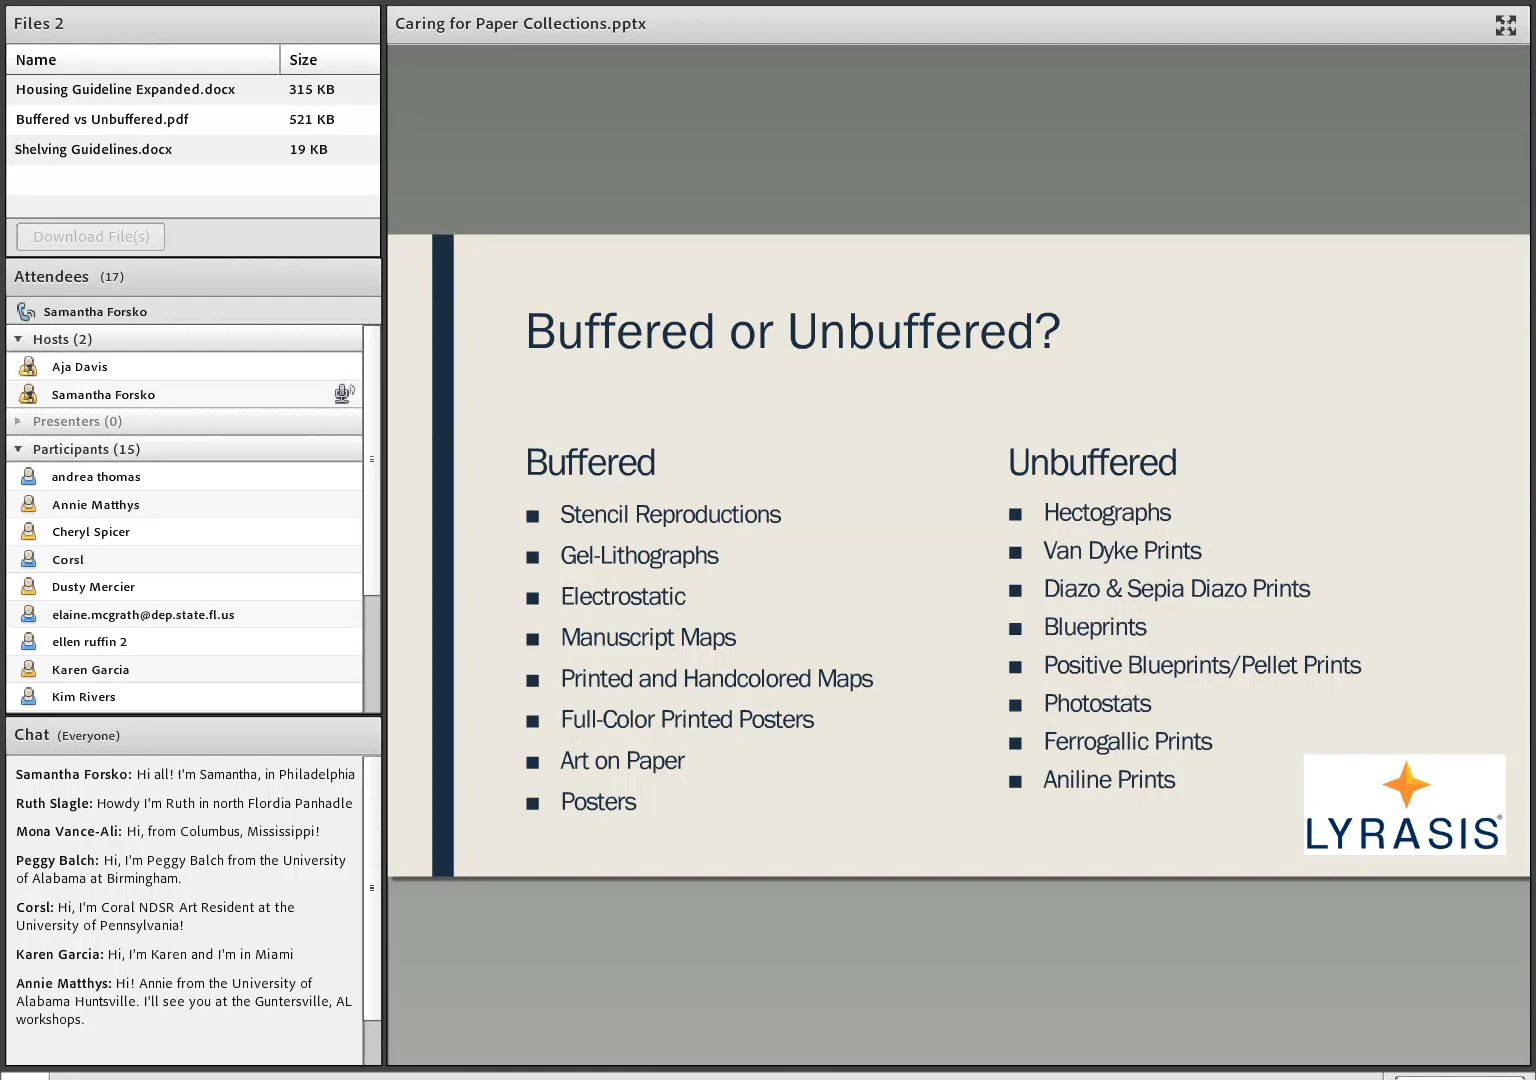 Files 2
Name Size
Housing Guideline Expanded.docx 315 KB
Buffered vs Unbuffered.pdf 521 KB
Shelving Guidelines.docx 19 KB
Download File(s)
Attendees (17)
Samantha Forsko
Hosts (2)
Aja Davis
Samantha Forsko
Presenters (0)
Participants (15)
andrea thomas
Annie Matthys
Cheryl Spicer
Corsl
Dusty Mercier
elaine.mcgrath@dep.state.fl.us
ellen ruffin 2
Karen Garcia
Kim Rivers
Chat (Everyone)
Samantha Forsko: Hi all! I'm Samantha, in Philadelphia
Ruth Slagle: Howdy I'm Ruth in north Flordia Panhadle
Mona Vance-Ali: Hi, from Columbus, Mississippi!
Peggy Balch: Hi, I'm Peggy Balch from the University
of Alabama at Birmingham.
Corsl: Hi, I'm Coral NDSR Art Resident at the
University of Pennsylvania!
Karen Garcia: Hi, I'm Karen and I'm in Miami
Annie Matthys: Hi! Annie from the University of
Alabama Huntsville. I'll see you at the Guntersville, AL
workshops.
Caring for Paper Collections.pptx
Buffered or Unbuffered?
Buffered
■ Stencil Reproductions
■ Gel-Lithographs
■ Electrostatic
■ Manuscript Maps
■ Printed and Handcolored Maps
■ Full-Color Printed Posters
■ Art on Paper
■ Posters
Unbuffered
■ Hectographs
■ Van Dyke Prints
■ Diazo & Sepia Diazo Prints
■ Blueprints
■ Positive Blueprints/Pellet Prints
■ Photostats
■ Ferrogallic Prints
■ Aniline Prints
LYRASIS®